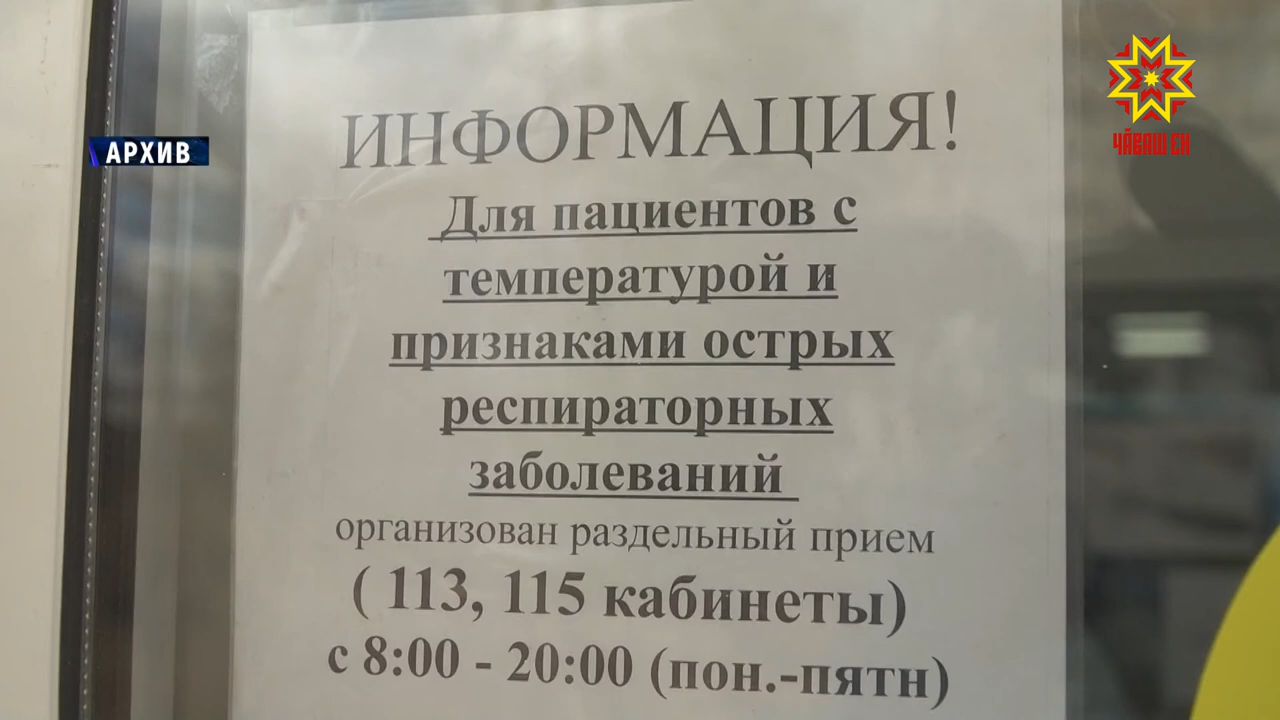 АРХИВ
ЧӐВАШ ЕН
ИНФОРМАЦИЯ!
Для пациентов с
температурой и
признаками острых
респираторных
заболеваний
организован раздельный прием
( 113, 115 кабинеты)
с 8:00 - 20:00 (пон.-пятн)